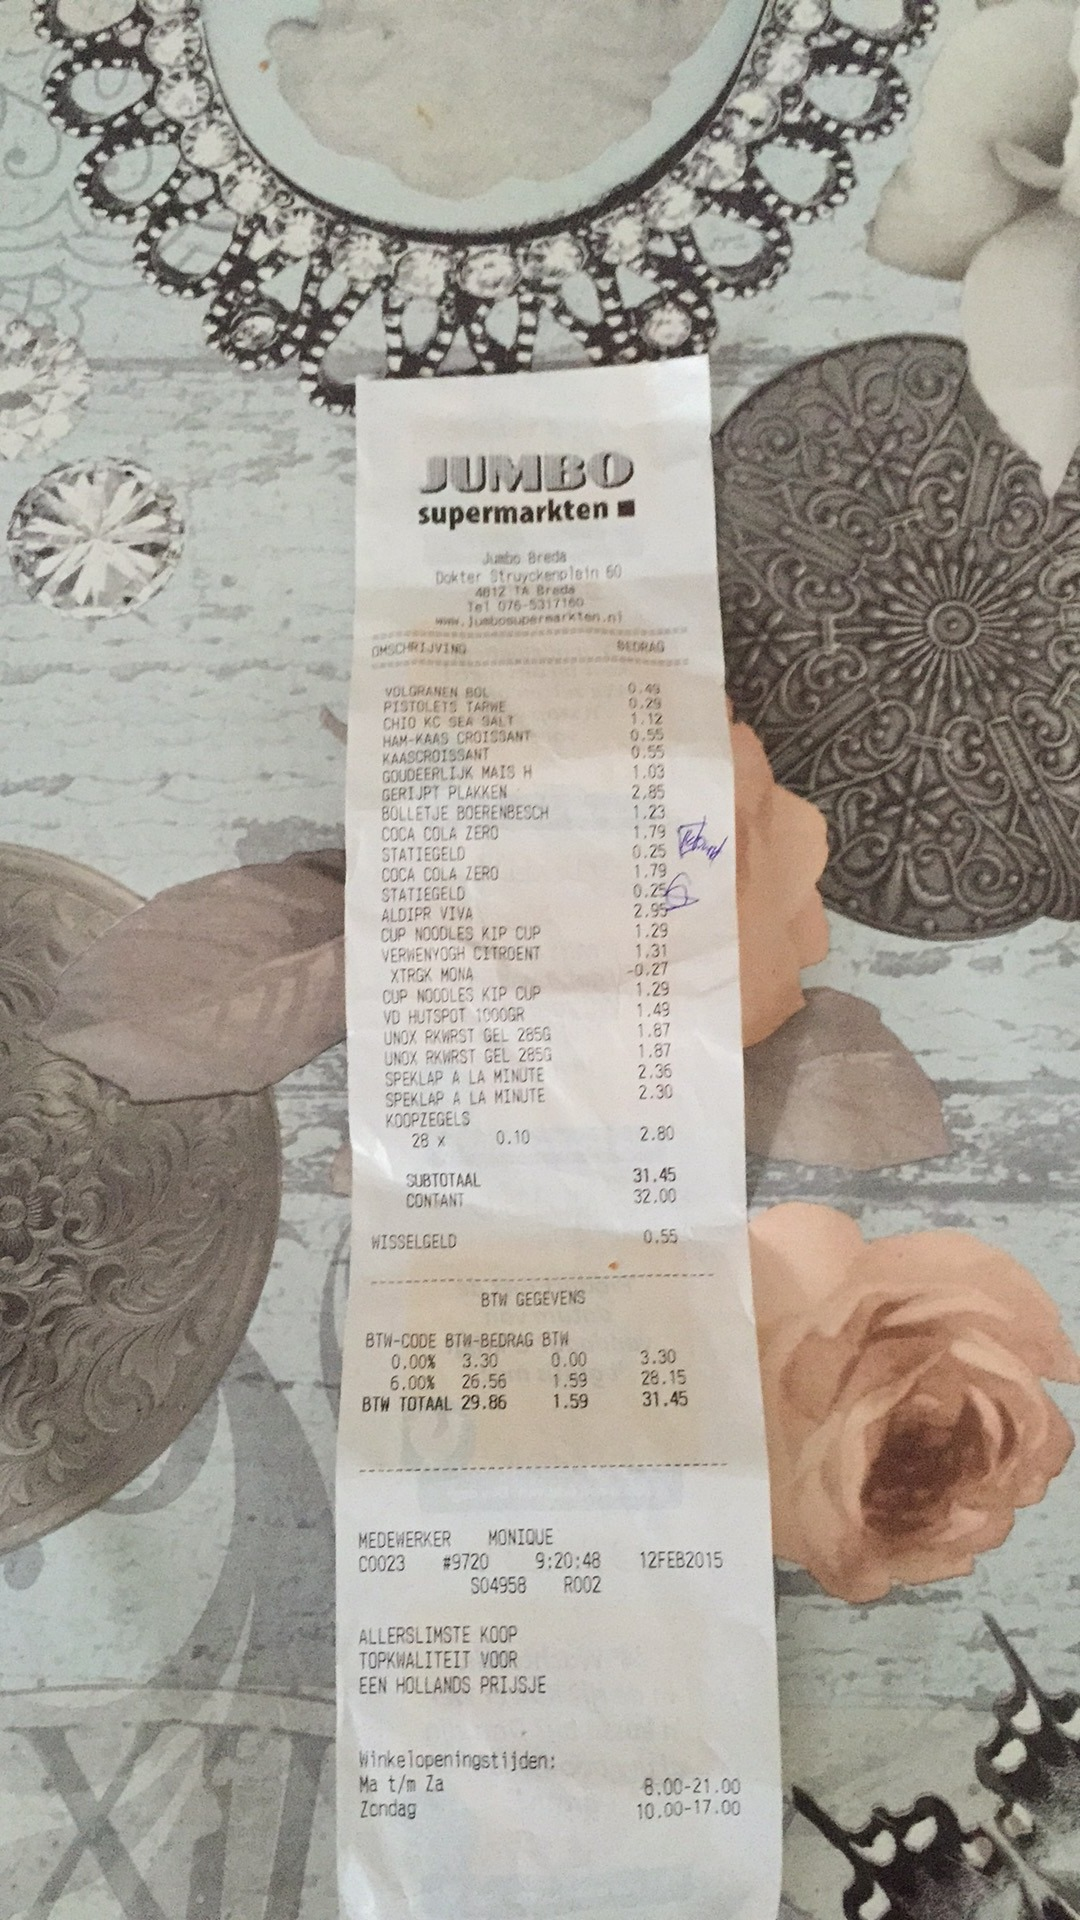 JUMBO
supermarkten
Jumbo Breda
Dokter Struyckenplein 60
4812 TA Breda
Tel 076-5317160
www.jumbosupermarkten.nl
OMSCHRIJVING BEDRAG
VOLGRANEN BOL 0.49
PISTOLETS TARWE 0.29
CHIO KC SEA SALT 1.12
HAM-KAAS CROISSANT 0.55
KAASCROISSANT 0.55
GOUDEERLIJK MAIS H 1.03
GERIJPT PLAKKEN 2,85
BOLLETJE BOERENBESCH 1.23
COCA COLA ZERO 1.79
STATIEGELD 0.25
COCA COLA ZERO 1.79
STATIEGELD 0.25
ALDIPR VIVA 2.95
CUP NOODLES KIP CUP 1.29
VERWENYOGH CITROENT 1.31
XTRGK MONA -0.27
CUP NOODLES KIP CUP 1.29
VD HUTSPOT 1000GR 1.49
UNOX RKWRST GEL 285G 1.87
UNOX RKWRST GEL 285G 1.87
SPEKLAP A LA MINUTE 2.36
SPEKLAP A LA MINUTE 2.30
KOOPZEGELS
28 x 0.10 2.80
SUBTOTAAL 31.45
CONTANT 32.00
WISSELGELD 0.55
BTW GEGEVENS
BTW-CODE BTW-BEDRAG BTW
0.00% 3.30 0.00 3.30
6.00% 26.56 1.59 28.15
BTW TOTAAL 29.86 1.59 31.45
MEDEWERKER MONIQUE
C0023 #9720 9:20:48 12FEB2015
S04958 R002
ALLERSLIMSTE KOOP
TOPKWALITEIT VOOR
EEN HOLLANDS PRIJSJE
Winkelopeningstijden:
Ma t/m Za 8.00-21.00
Zondag 10.00-17.00
XII